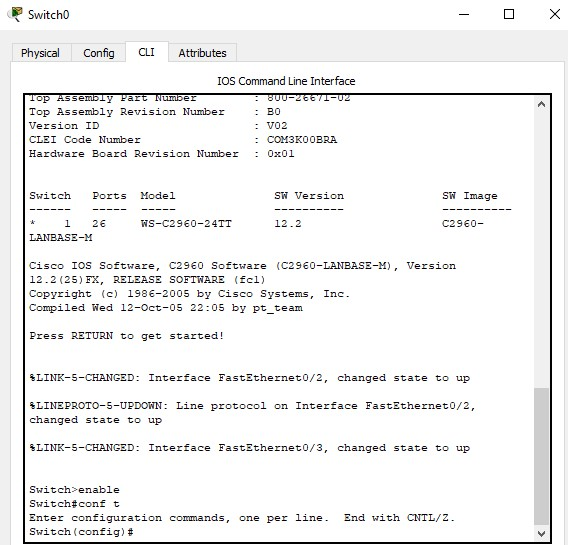 Switch0
Physical Config CLI Attributes
IOS Command Line Interface
Top Assembly Part Number : 800-26671-02
Top Assembly Revision Number : B0
Version ID : V02
CLEI Code Number : COM3K00BRA
Hardware Board Revision Number : 0x01
Switch Ports Model SW Version SW Image
------ ----- ----- ---------- ----------
* 1 26 WS-C2960-24TT 12.2 C2960-
LANBASE-M
Cisco IOS Software, C2960 Software (C2960-LANBASE-M), Version
12.2(25)FX, RELEASE SOFTWARE (fc1)
Copyright (c) 1986-2005 by Cisco Systems, Inc.
Compiled Wed 12-Oct-05 22:05 by pt_team
Press RETURN to get started!
%LINK-5-CHANGED: Interface FastEthernet0/2, changed state to up
%LINEPROTO-5-UPDOWN: Line protocol on Interface FastEthernet0/2,
changed state to up
%LINK-5-CHANGED: Interface FastEthernet0/3, changed state to up
Switch>enable
Switch#conf t
Enter configuration commands, one per line. End with CNTL/Z.
Switch(config)#